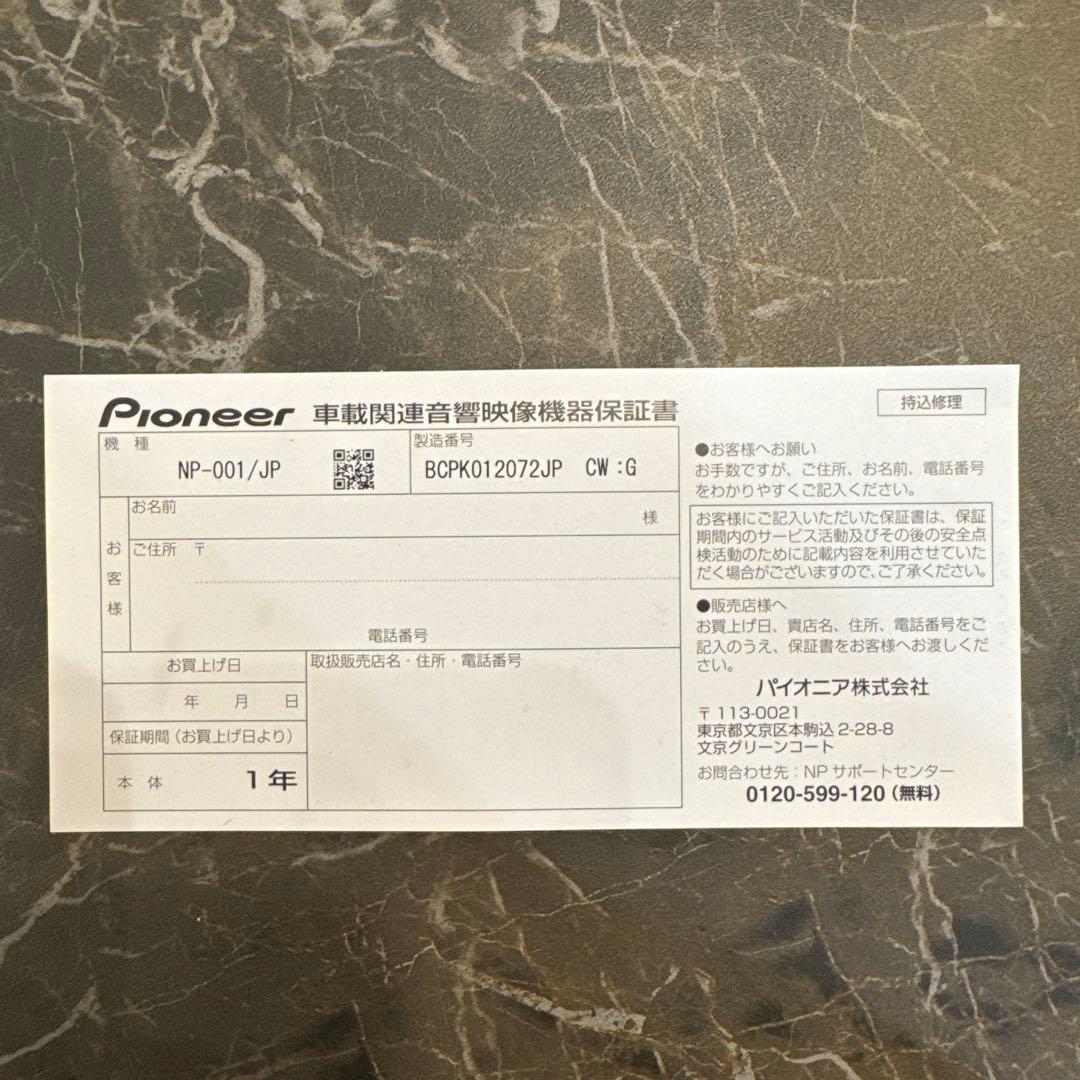 Pioneer 車載関連音響映像機器保証書
持込修理
機種
NP-001/JP
製造番号
BCPK012072JP CW:G
お名前
様
お客様
ご住所 〒
電話番号
お買上げ日
年 月 日
保証期間(お買上げ日より)
本体 1年
取扱販売店名・住所・電話番号
●お客様へお願い
お手数ですが、ご住所、お名前、電話番号
をわかりやすくご記入ください。
お客様にご記入いただいた保証書は、保証
期間内のサービス活動及びその後の安全点
検活動のために記載内容を利用させていた
だく場合がございますので、ご了承ください。
●販売店様へ
お買上げ日、貴店名、住所、電話番号をご
記入のうえ、保証書をお客様へお渡しくだ
さい。
パイオニア株式会社
〒113-0021
東京都文京区本駒込2-28-8
文京グリーンコート
お問合わせ先:NPサポートセンター
0120-599-120(無料)